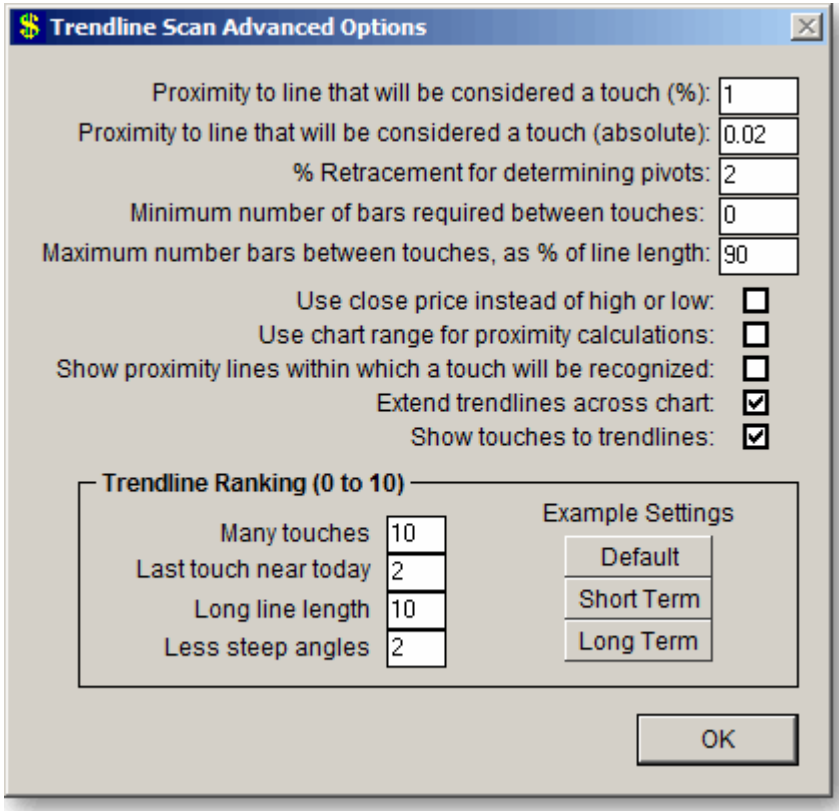 $ Trendline Scan Advanced Options
Proximity to line that will be considered a touch (%): 1
Proximity to line that will be considered a touch (absolute): 0.02
% Retracement for determining pivots: 2
Minimum number of bars required between touches: 0
Maximum number bars between touches, as % of line length: 90
Use close price instead of high or low:
Use chart range for proximity calculations:
Show proximity lines within which a touch will be recognized:
Extend trendlines across chart:
Show touches to trendlines:
Trendline Ranking (0 to 10)
Many touches 10
Last touch near today 2
Long line length 10
Less steep angles 2
Example Settings
Default
Short Term
Long Term
OK